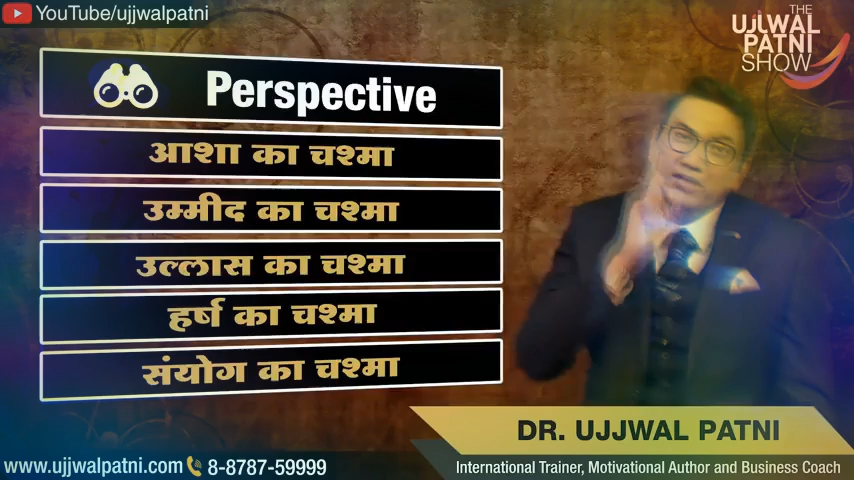 YouTube/ujjwalpatni
THE
UJJWAL
PATNI
SHOW
Perspective
आशा का चश्मा
उम्मीद का चश्मा
उल्लास का चश्मा
हर्ष का चश्मा
संयोग का चश्मा
DR. UJJWAL PATNI
www.ujjwalpatni.com 8-8787-59999
International Trainer, Motivational Author and Business Coach